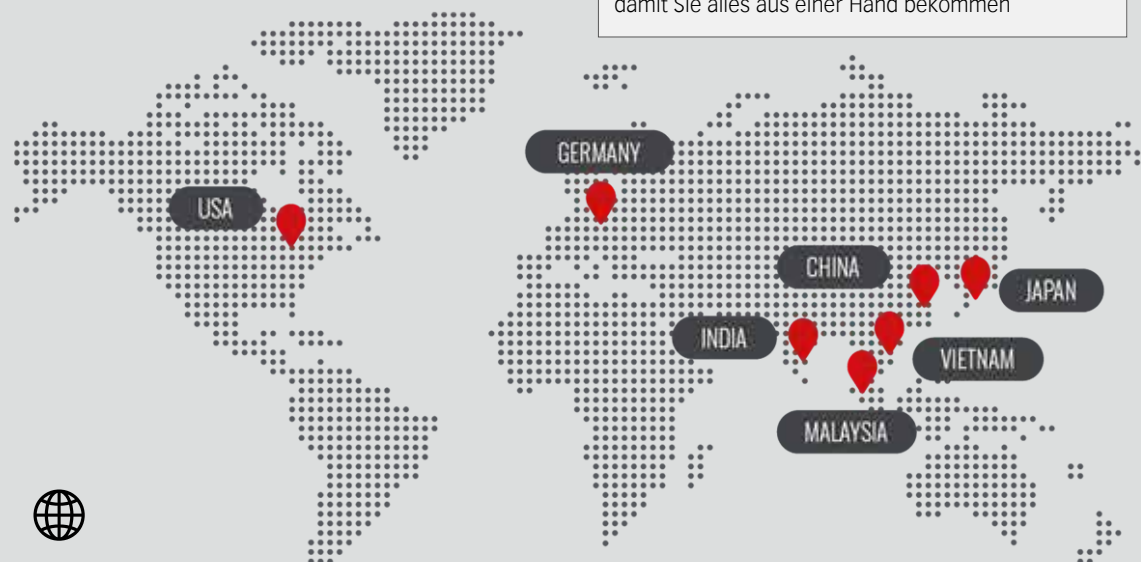 damit Sie alles aus einer Hand bekommen
GERMANY
USA
CHINA
JAPAN
INDIA
VIETNAM
MALAYSIA